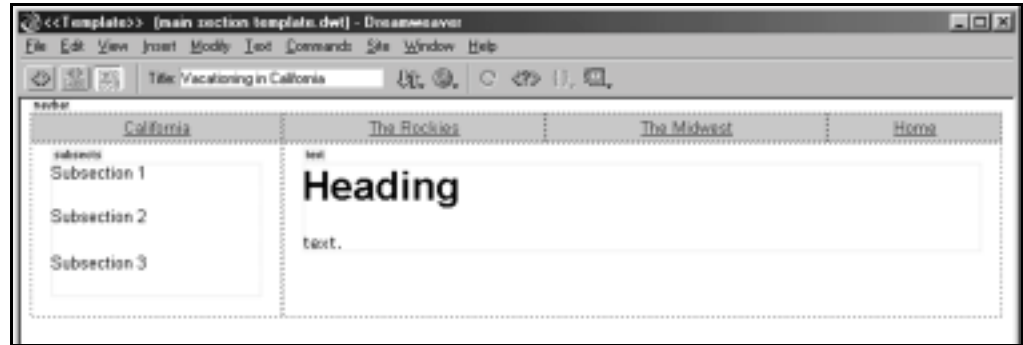 <<Template>> (main section template.dwt) - Dreamweaver
File Edit View Insert Modify Text Commands Site Window Help
Title: Vacationing in California
navbar
California The Rockies The Midwest Home
subsects text
Subsection 1
Heading
Subsection 2
text.
Subsection 3